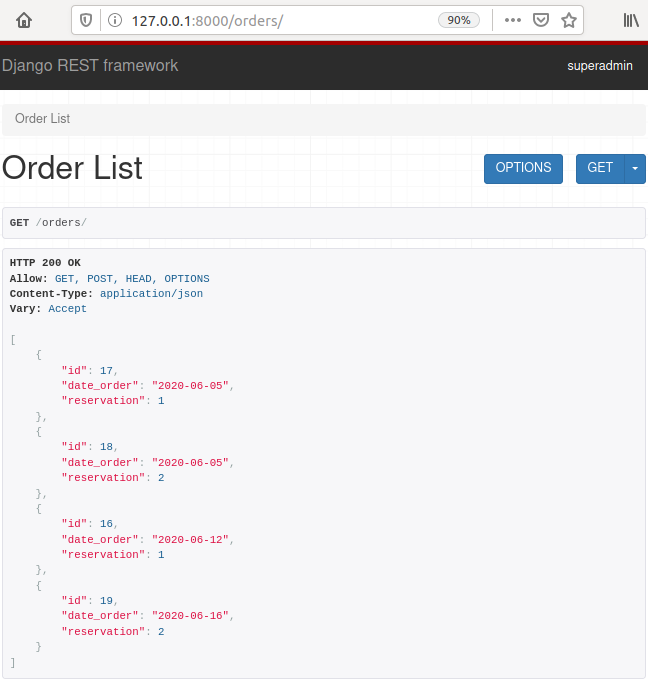 127.0.0.1:8000/orders/ 90%
Django REST framework superadmin
Order List
Order List OPTIONS GET
GET /orders/
HTTP 200 OK
Allow: GET, POST, HEAD, OPTIONS
Content-Type: application/json
Vary: Accept
[
    {
        "id": 17,
        "date_order": "2020-06-05",
        "reservation": 1
    },
    {
        "id": 18,
        "date_order": "2020-06-05",
        "reservation": 2
    },
    {
        "id": 16,
        "date_order": "2020-06-12",
        "reservation": 1
    },
    {
        "id": 19,
        "date_order": "2020-06-16",
        "reservation": 2
    }
]